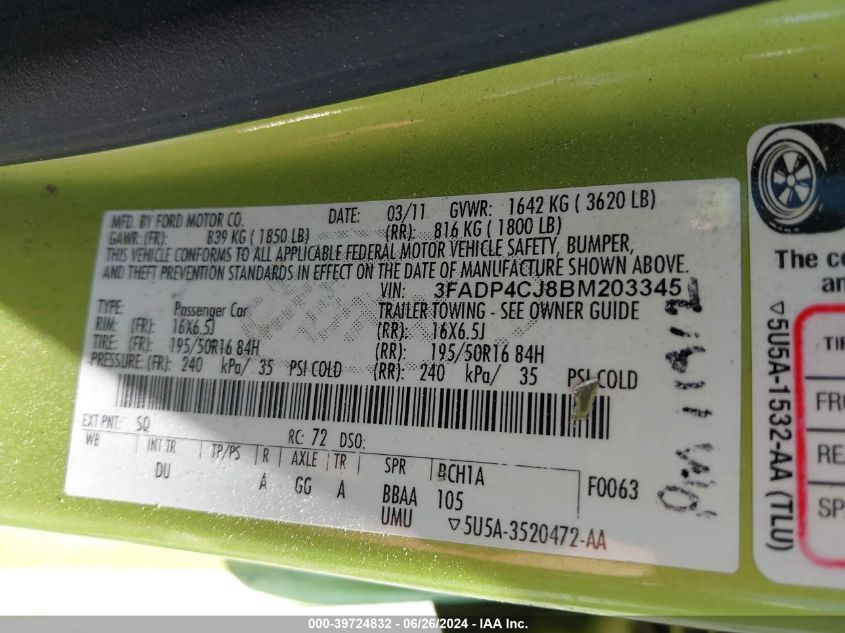 MFD. BY FORD MOTOR CO. DATE: 03/11 GVWR: 1642 KG ( 3620 LB)
GAWR: (FR): 839 KG ( 1850 LB) (RR): 816 KG ( 1800 LB)
THIS VEHICLE CONFORMS TO ALL APPLICABLE FEDERAL MOTOR VEHICLE SAFETY, BUMPER,
AND THEFT PREVENTION STANDARDS IN EFFECT ON THE DATE OF MANUFACTURE SHOWN ABOVE.
VIN: 3FADP4CJ8BM203345
TYPE: Passenger Car TRAILER TOWING - SEE OWNER GUIDE
RIM: (FR): 16X6.5J (RR): 16X6.5J
TIRE: (FR): 195/50R16 84H (RR): 195/50R16 84H
PRESSURE: (FR): 240 kPa/ 35 PSI COLD (RR): 240 kPa/ 35 PSI COLD
EXT PNT: SQ RC: 72 DSO:
WB INT TR TP/PS R AXLE TR SPR BCH1A
DU A GG A BBAA 105 F0063
UMU ▽5U5A-3520472-AA
▽5U5A-1532-AA (TLU)
The co
an
TIR
FRO
REA
SP
000-39724832 - 06/26/2024 - IAA Inc.